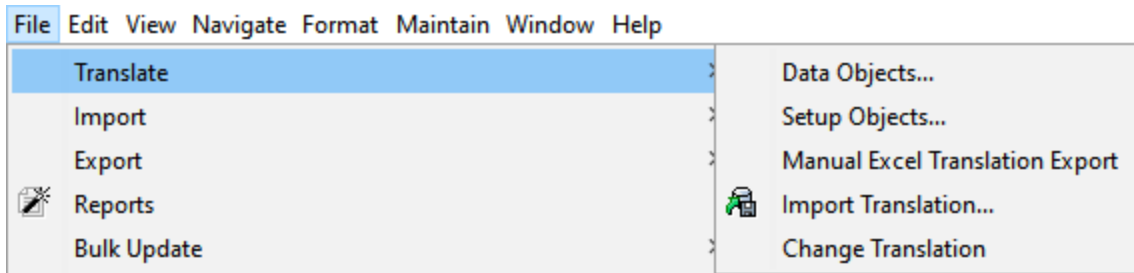 File Edit View Navigate Format Maintain Window Help
Translate
Import
Export
Reports
Bulk Update
Data Objects...
Setup Objects...
Manual Excel Translation Export
Import Translation...
Change Translation